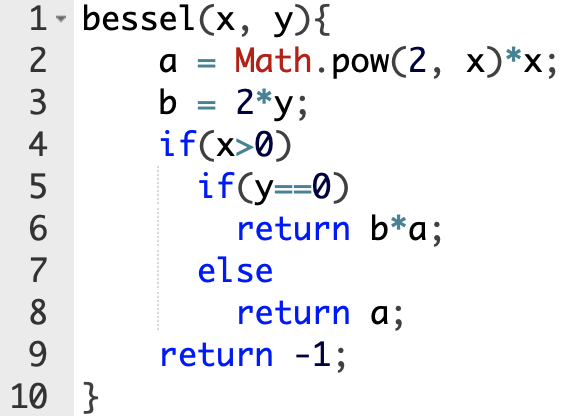 1 bessel(x, y){
2     a = Math.pow(2, x)*x;
3     b = 2*y;
4     if(x>0)
5       if(y==0)
6         return b*a;
7       else
8         return a;
9     return -1;
10 }